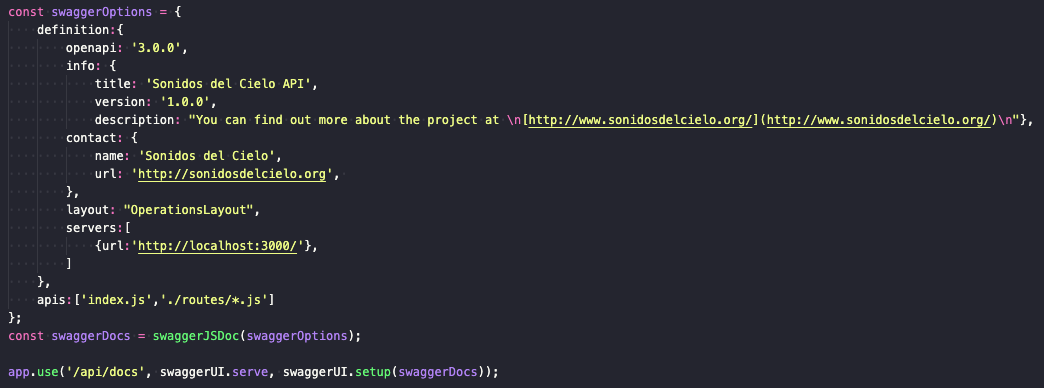 const swaggerOptions = {
    definition:{
        openapi: '3.0.0',
        info: {
            title: 'Sonidos del Cielo API',
            version: '1.0.0',
            description: "You can find out more about the project at \n[http://www.sonidosdelcielo.org/](http://www.sonidosdelcielo.org/)\n"},
        contact: {
            name: 'Sonidos del Cielo',
            url: 'http://sonidosdelcielo.org',
        },
        layout: "OperationsLayout",
        servers:[
            {url:'http://localhost:3000/'},
        ]
    },
    apis:['index.js','./routes/*.js']
};
const swaggerDocs = swaggerJSDoc(swaggerOptions);
app.use('/api/docs', swaggerUI.serve, swaggerUI.setup(swaggerDocs));